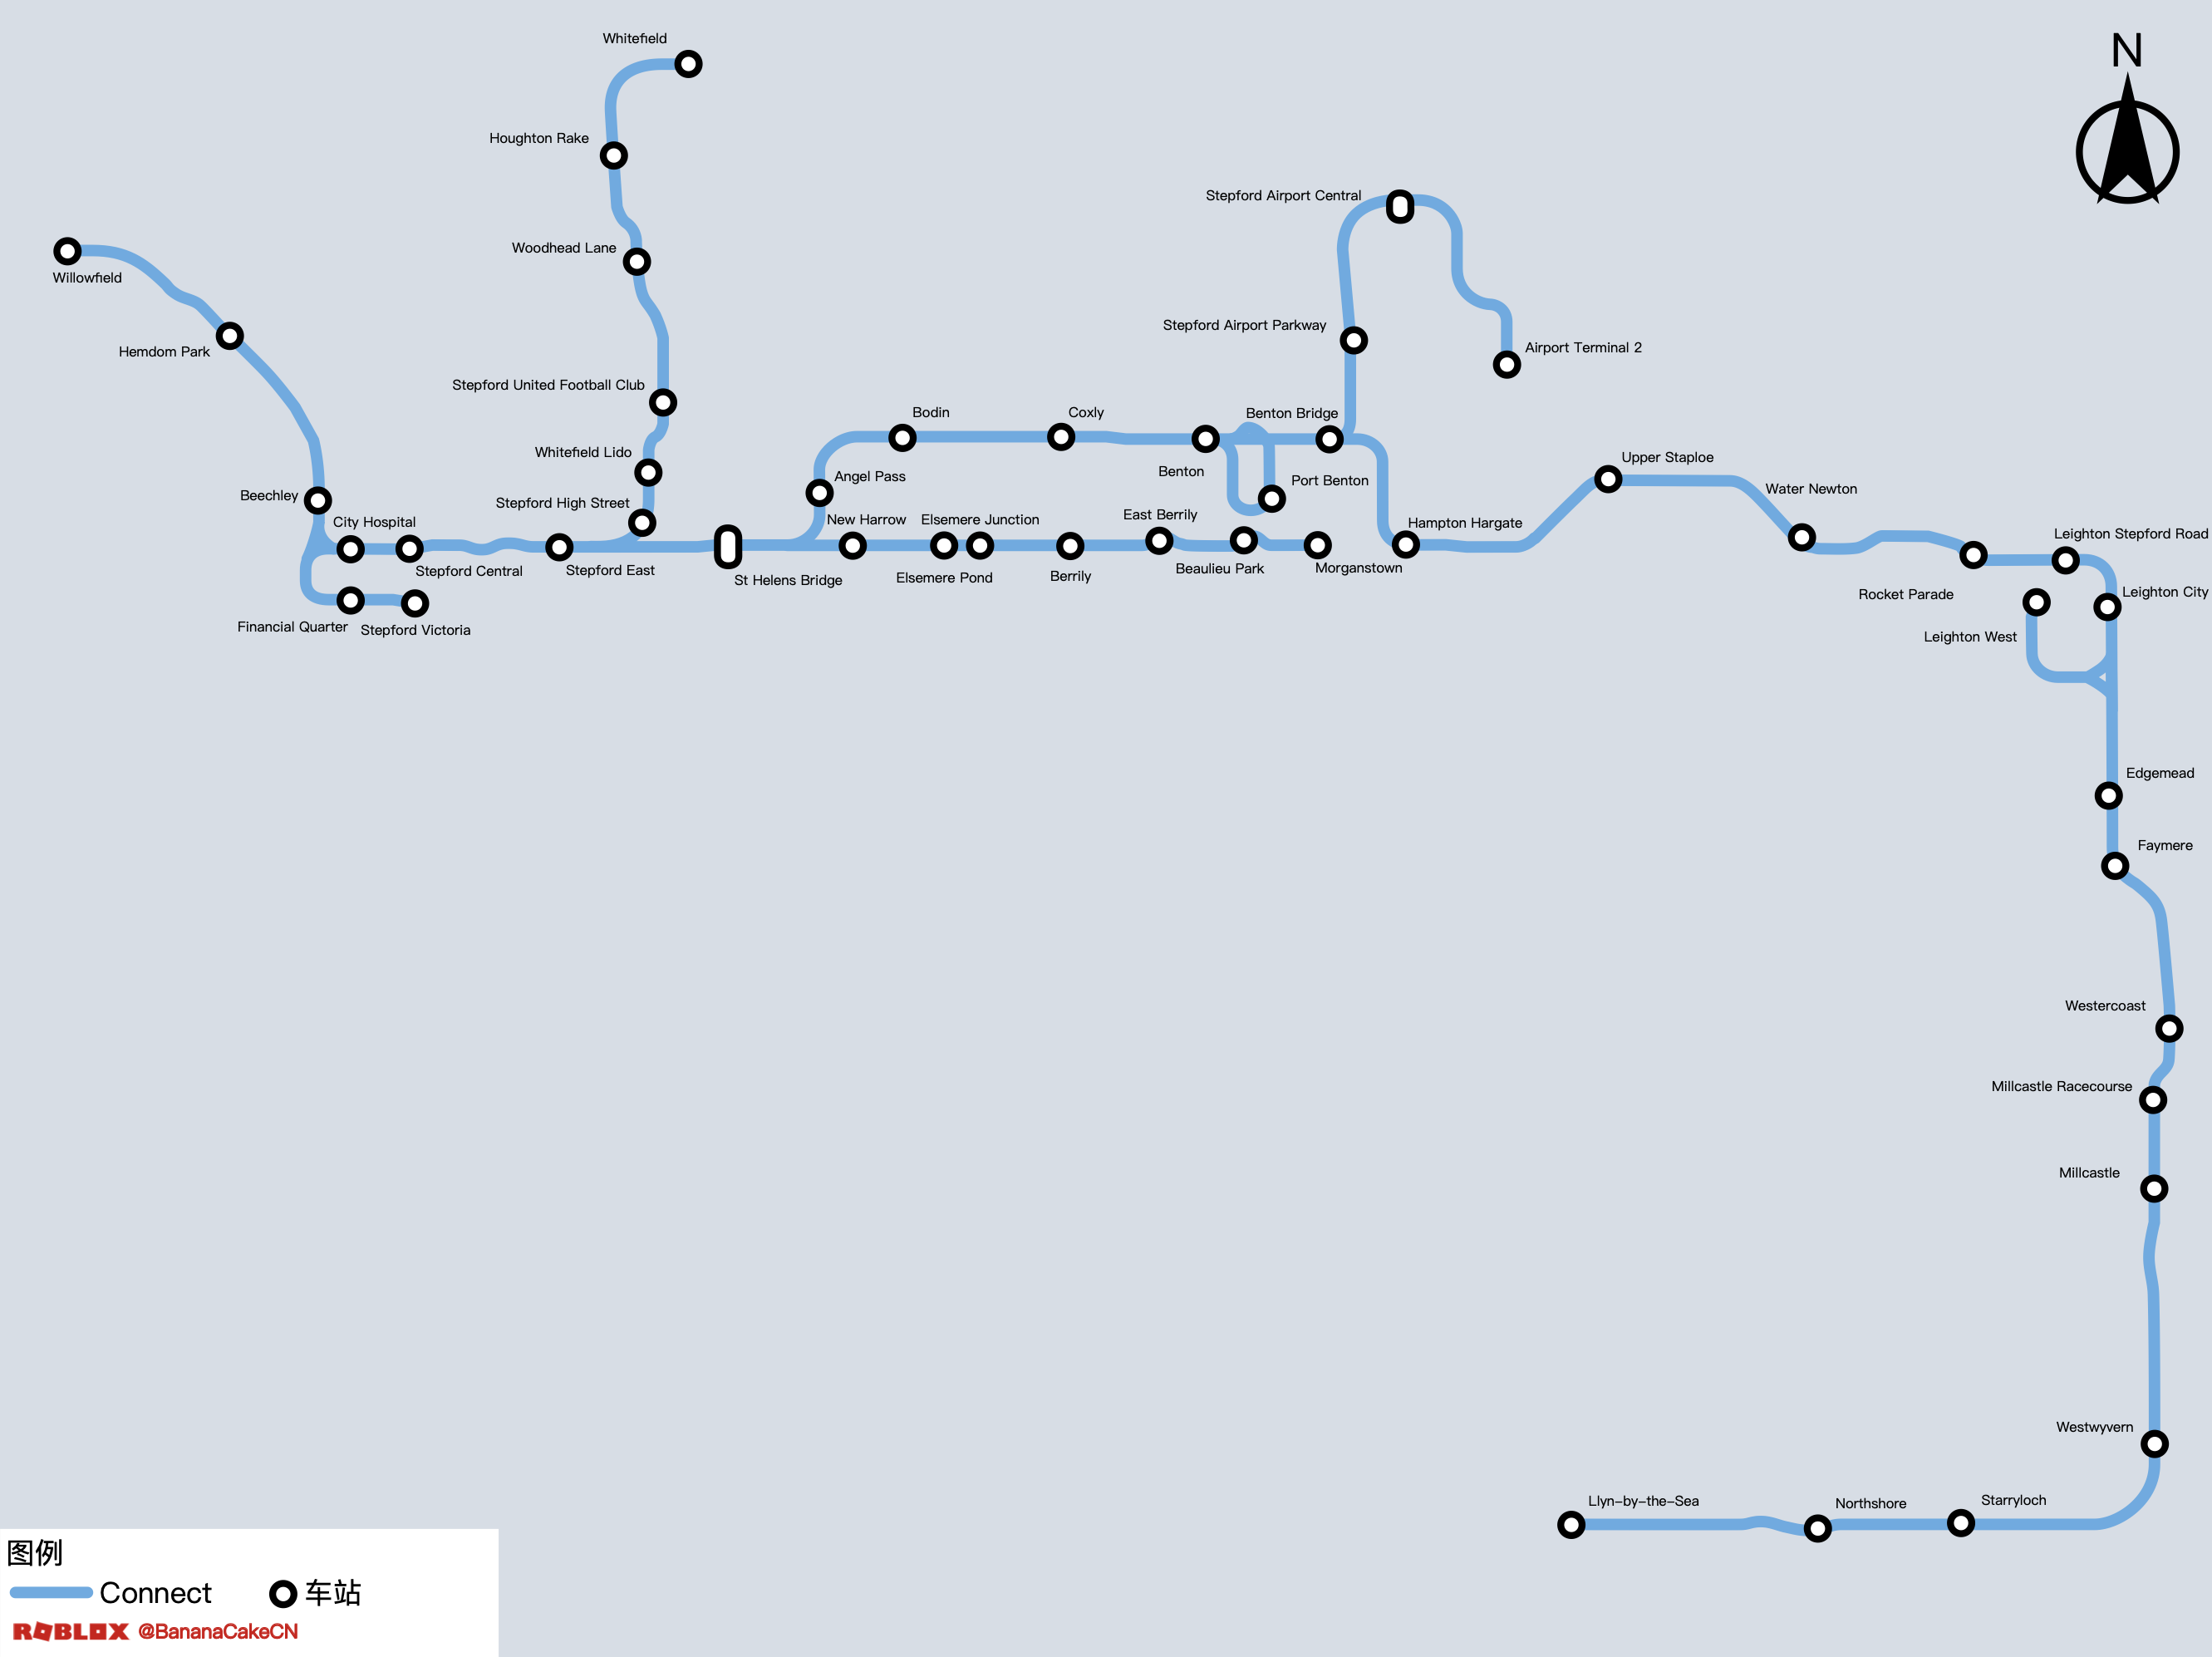 N
Whitefield
Houghton Rake
Stepford Airport Central
Woodhead Lane
Willowfield
Stepford Airport Parkway
Airport Terminal 2
Hemdom Park
Stepford United Football Club
Bodin
Coxly
Benton Bridge
Whitefield Lido
Upper Staploe
Benton
Angel Pass
Port Benton
Water Newton
Beechley
Stepford High Street
East Berrily
City Hospital
New Harrow
Elsemere Junction
Hampton Hargate
Leighton Stepford Road
Stepford Central
Stepford East
St Helens Bridge
Elsemere Pond
Berrily
Beaulieu Park
Morganstown
Rocket Parade
Leighton City
Financial Quarter
Stepford Victoria
Leighton West
Edgemead
Faymere
Westercoast
Millcastle Racecourse
Millcastle
Westwyvern
Llyn-by-the-Sea
Northshore
Starryloch
图例
Connect
车站
ROBLOX @BananaCakeCN